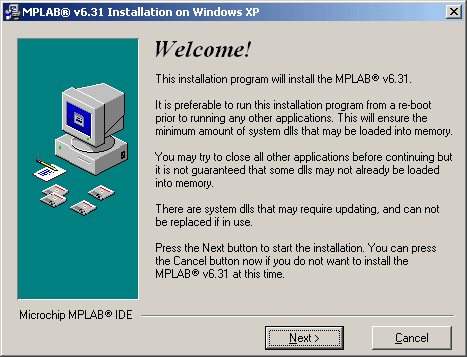 MPLAB® v6.31 Installation on Windows XP
Welcome!
This installation program will install the MPLAB® v6.31.
It is preferable to run this installation program from a re-boot
prior to running any other applications. This will ensure the
minimum amount of system dlls that may be loaded into memory.
You may try to close all other applications before continuing but
it is not guaranteed that some dlls may not already be loaded
into memory.
There are system dlls that may require updating, and can not
be replaced if in use.
Press the Next button to start the installation. You can press
the Cancel button now if you do not want to install the
MPLAB® v6.31 at this time.
Microchip MPLAB® IDE
Next >
Cancel